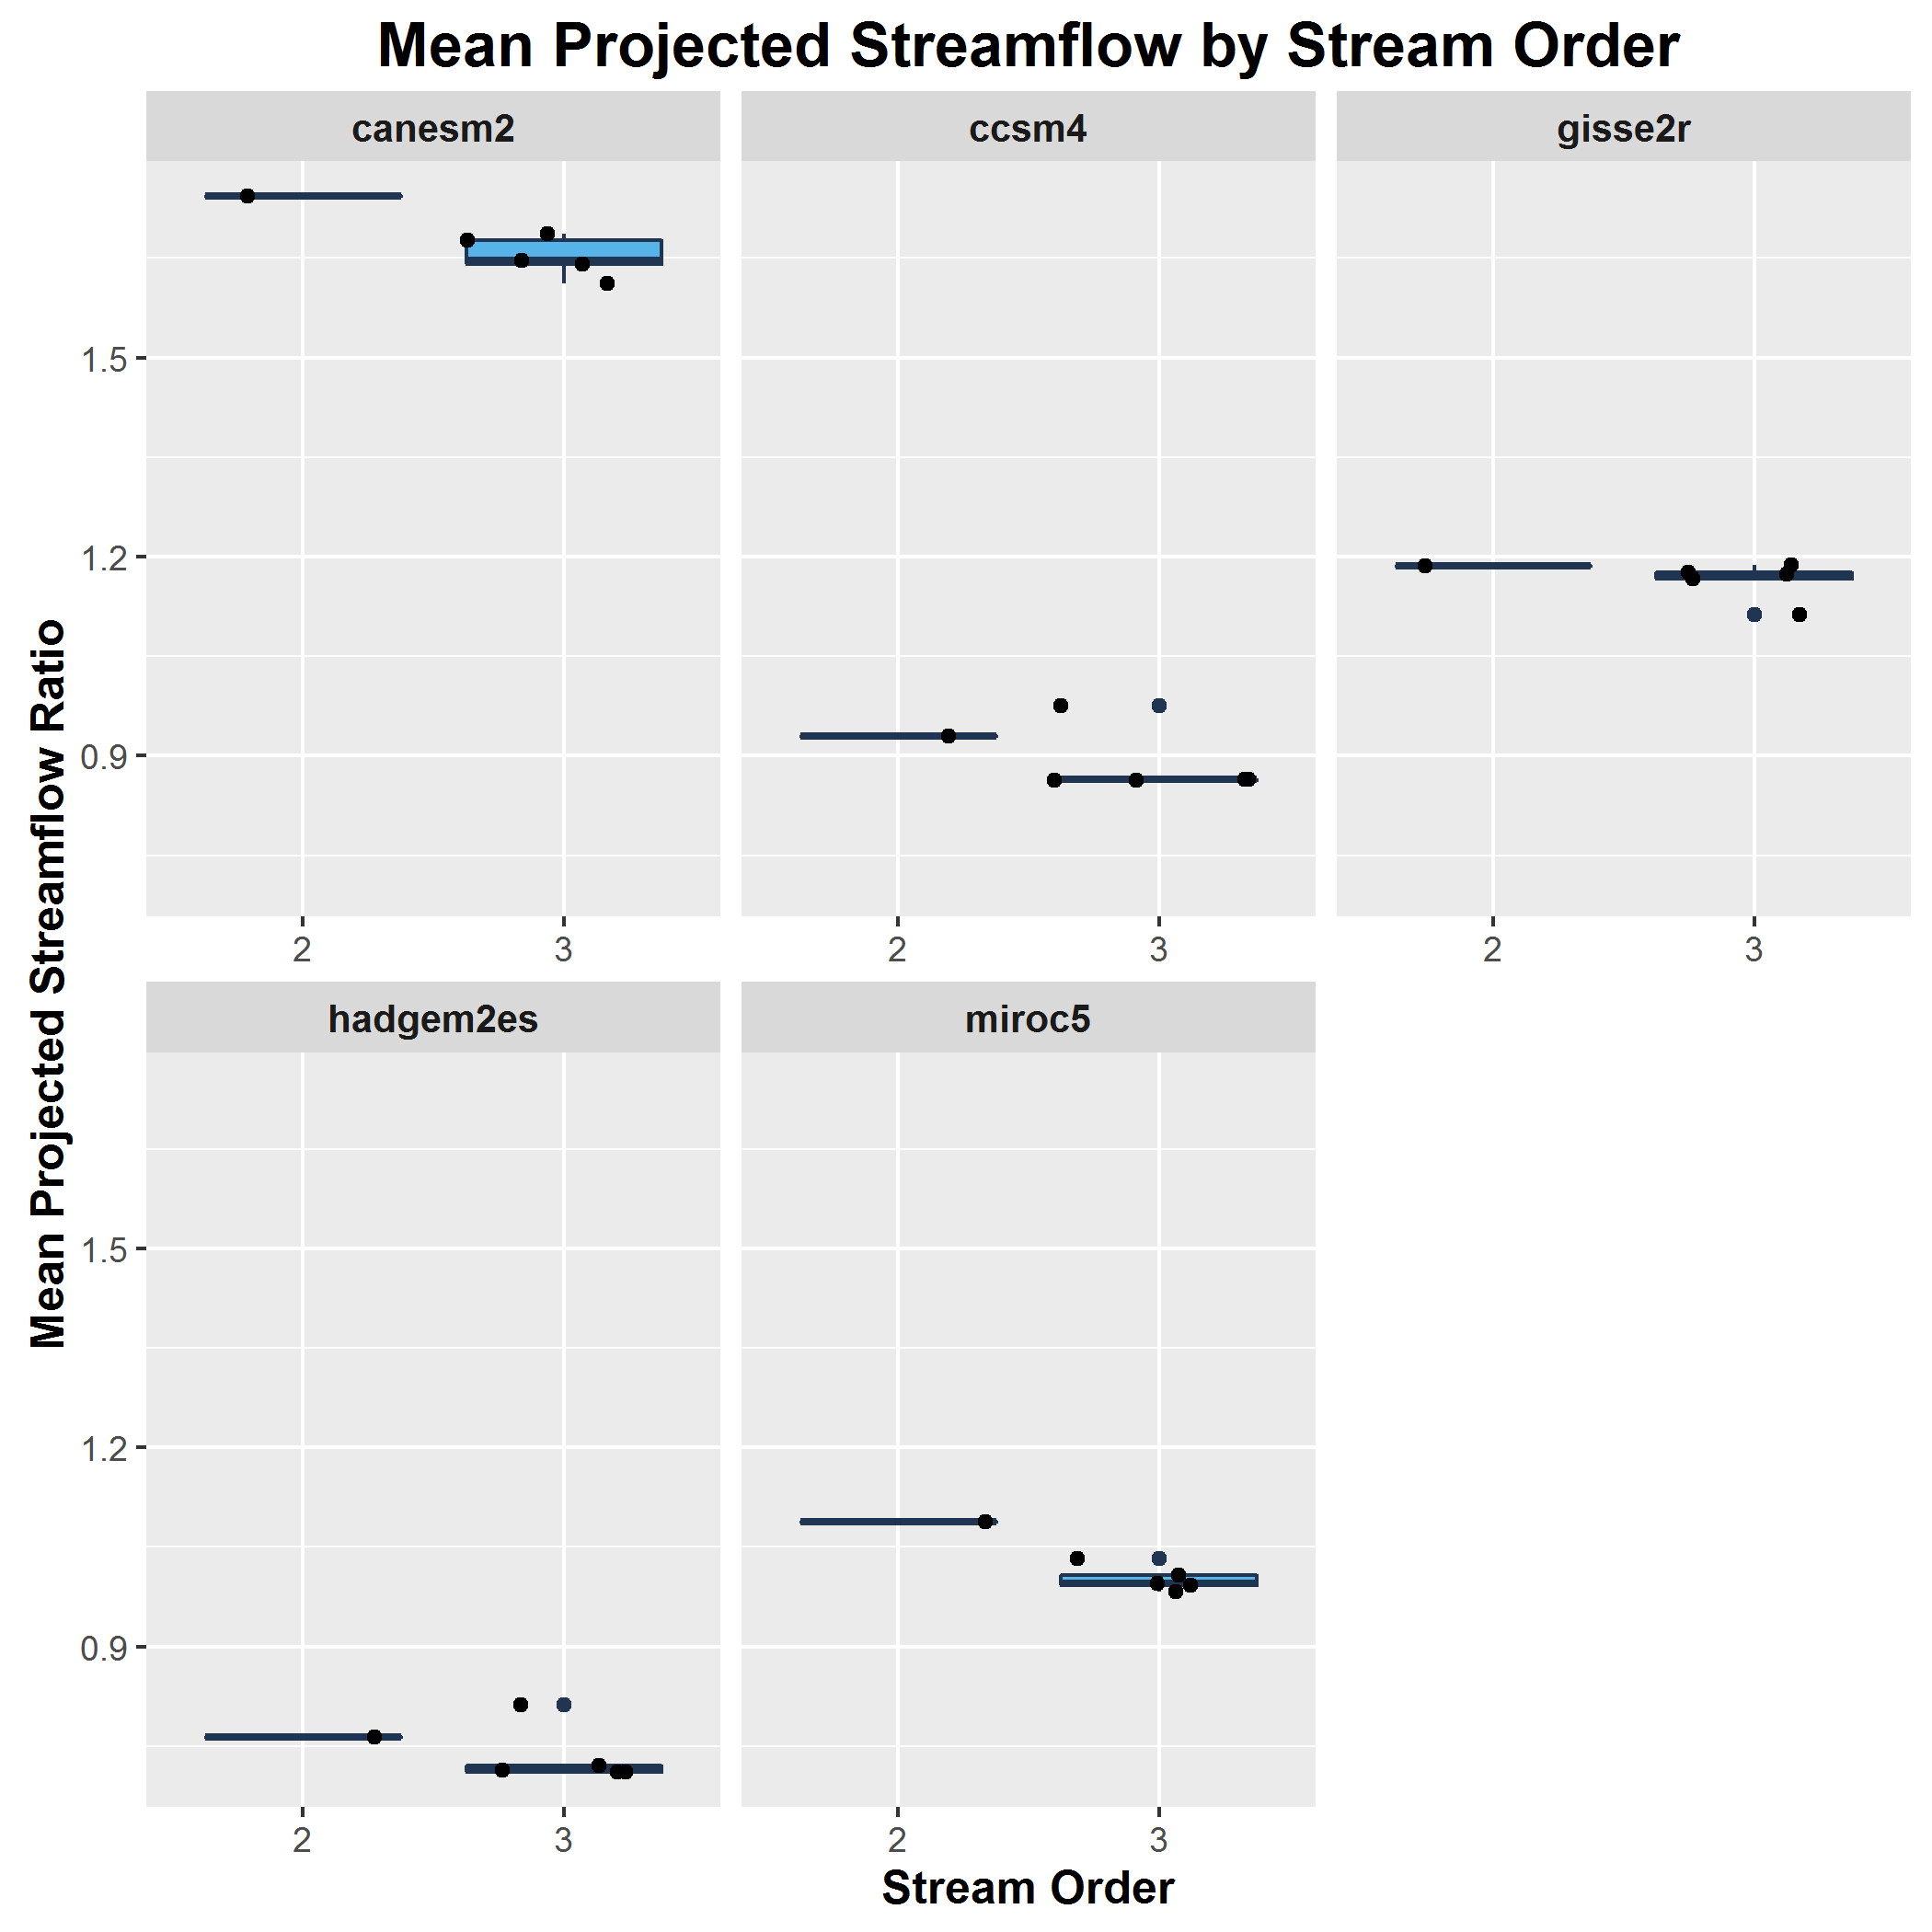 Mean Projected Streamflow by Stream Order
canesm2
ccsm4
gisse2r
1.5
1.2
0.9
2
3
2
3
2
3
hadgem2es
miroc5
1.5
1.2
0.9
2
3
2
3
Stream Order
Mean Projected Streamflow Ratio